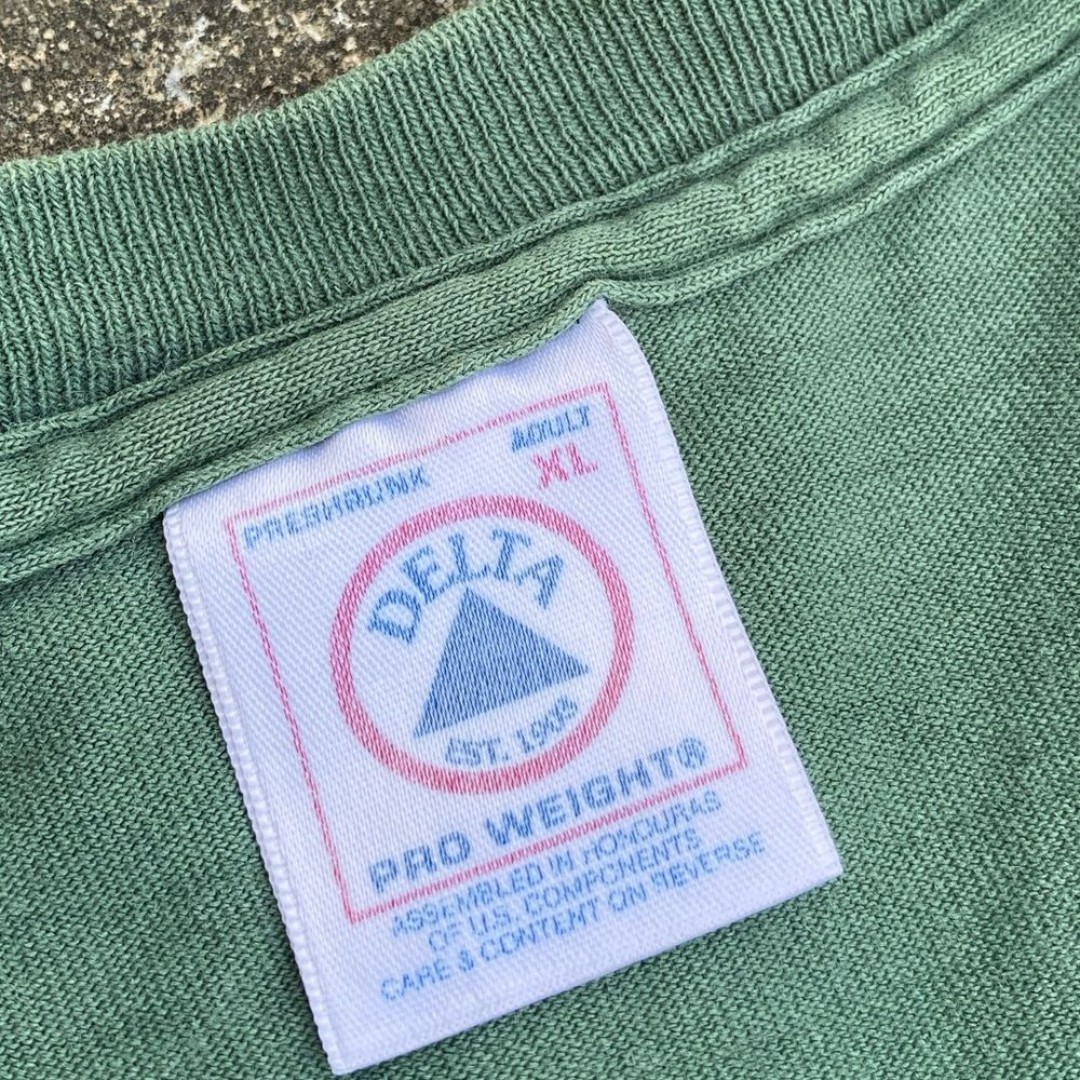 ADULT
PRESHRUNK XL
DELTA
EST. 1903
PRO WEIGHT®
ASSEMBLED IN HONDURAS
OF U.S. COMPONENTS
CARE & CONTENT ON REVERSE